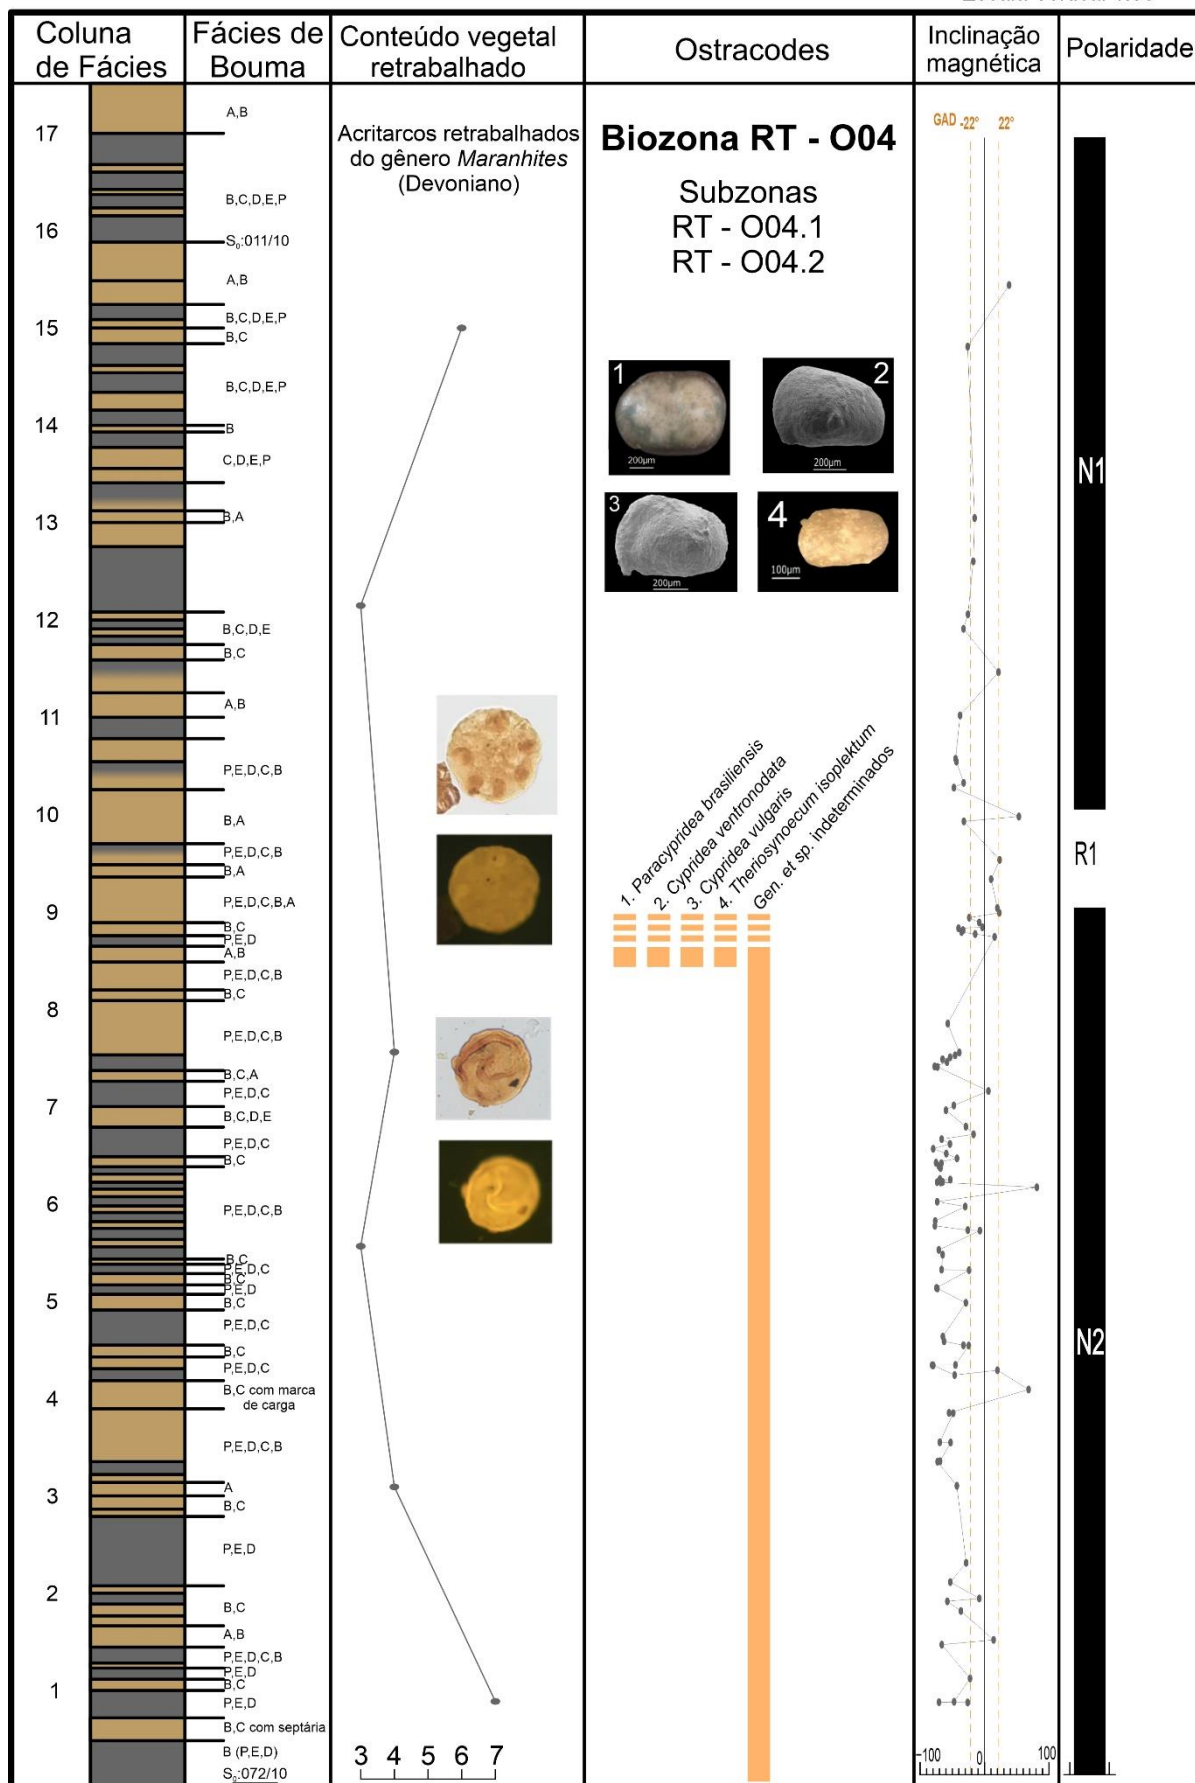 Coluna
de Fácies
Fácies de
Bouma
Conteúdo vegetal
retrabalhado
Ostracodes
Inclinação
magnética
Polaridade
17
A,B
Acritarcos retrabalhados
do gênero Maranhites
(Devoniano)
Biozona RT - O04
Subzonas
RT - O04.1
RT - O04.2
GAD -22° 22°
B,C,D,E,P
16
S₀:011/10
A,B
B,C,D,E,P
15
B,C
B,C,D,E,P
1
200µm
2
200µm
14
B
C,D,E,P
N1
3
200µm
4
100µm
13
B,A
12
B,C,D,E
B,C
11
A,B
P,E,D,C,B
10
B,A
P,E,D,C,B
R1
B,A
1. Paracypridea brasiliensis
2. Cypridea ventronodata
3. Cypridea vulgaris
4. Theriosynoecum isoplektum
Gen. et sp. indeterminados
P,E,D,C,B,A
9
B,C
P,E,D
A,B
P,E,D,C,B
B,C
8
P,E,D,C,B
B,C,A
P,E,D,C
7
B,C,D,E
P,E,D,C
B,C
6
P,E,D,C,B
B,C
P,E,D,C
B,C
P,E,D
5
B,C
P,E,D,C
N2
B,C
P,E,D,C
4
B,C com marca
de carga
P,E,D,C,B
3
A
B,C
P,E,D
2
B,C
A,B
P,E,D,C,B
P,E,D
B,C
1
P,E,D
B,C com septária
B (P,E,D)
S₀:072/10
3 4 5 6 7
-100 0 100